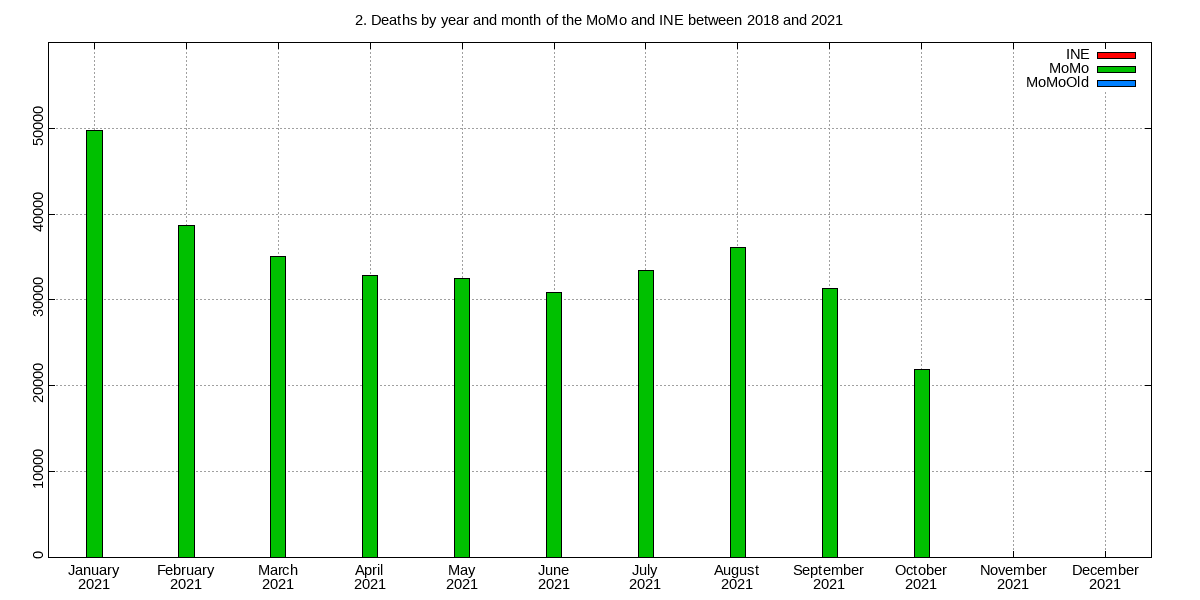 2. Deaths by year and month of the MoMo and INE between 2018 and 2021
INE
MoMo
MoMoOld
50000
40000
30000
20000
10000
0
January February March April May June July August September October November December
2021 2021 2021 2021 2021 2021 2021 2021 2021 2021 2021 2021